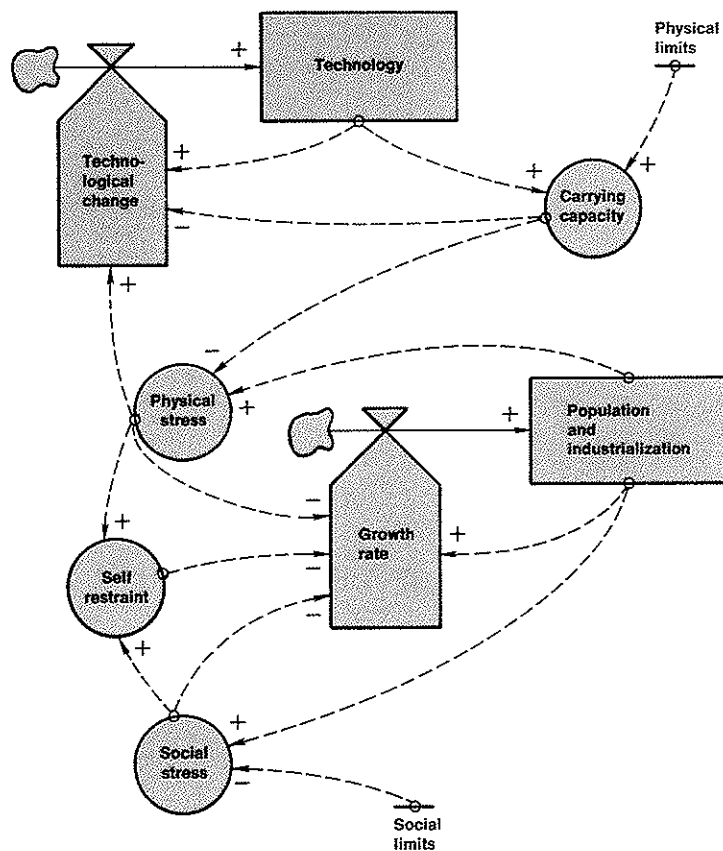 Physical
limits
+
Technology
Techno-
logical
change
+
+
+
Carrying
capacity
−
+
−
Physical
stress
+
+
Population
and
industrialization
−
Growth
rate
+
+
Self
restraint
−
−
+
+
Social
stress
−
Social
limits